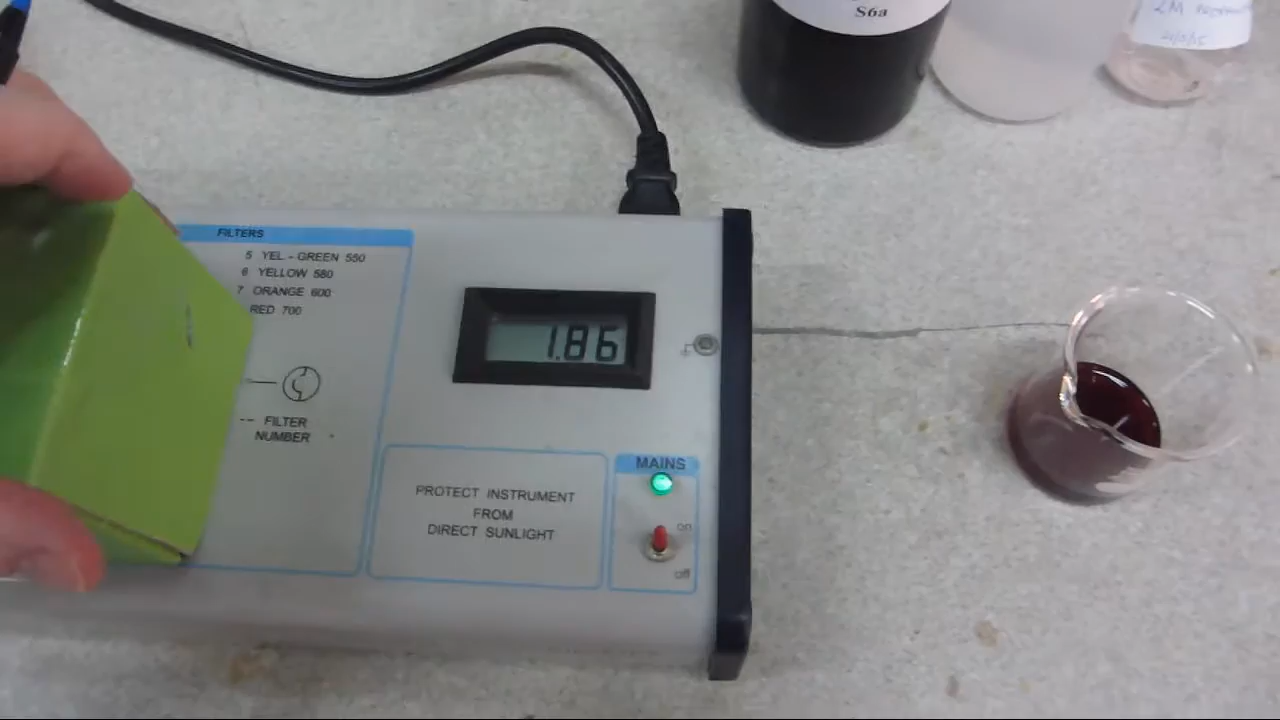 S6a
2M
FILTERS
5 YEL - GREEN 550
6 YELLOW 580
7 ORANGE 600
RED 700
FILTER
NUMBER
1.86
PROTECT INSTRUMENT
FROM
DIRECT SUNLIGHT
MAINS
on
off